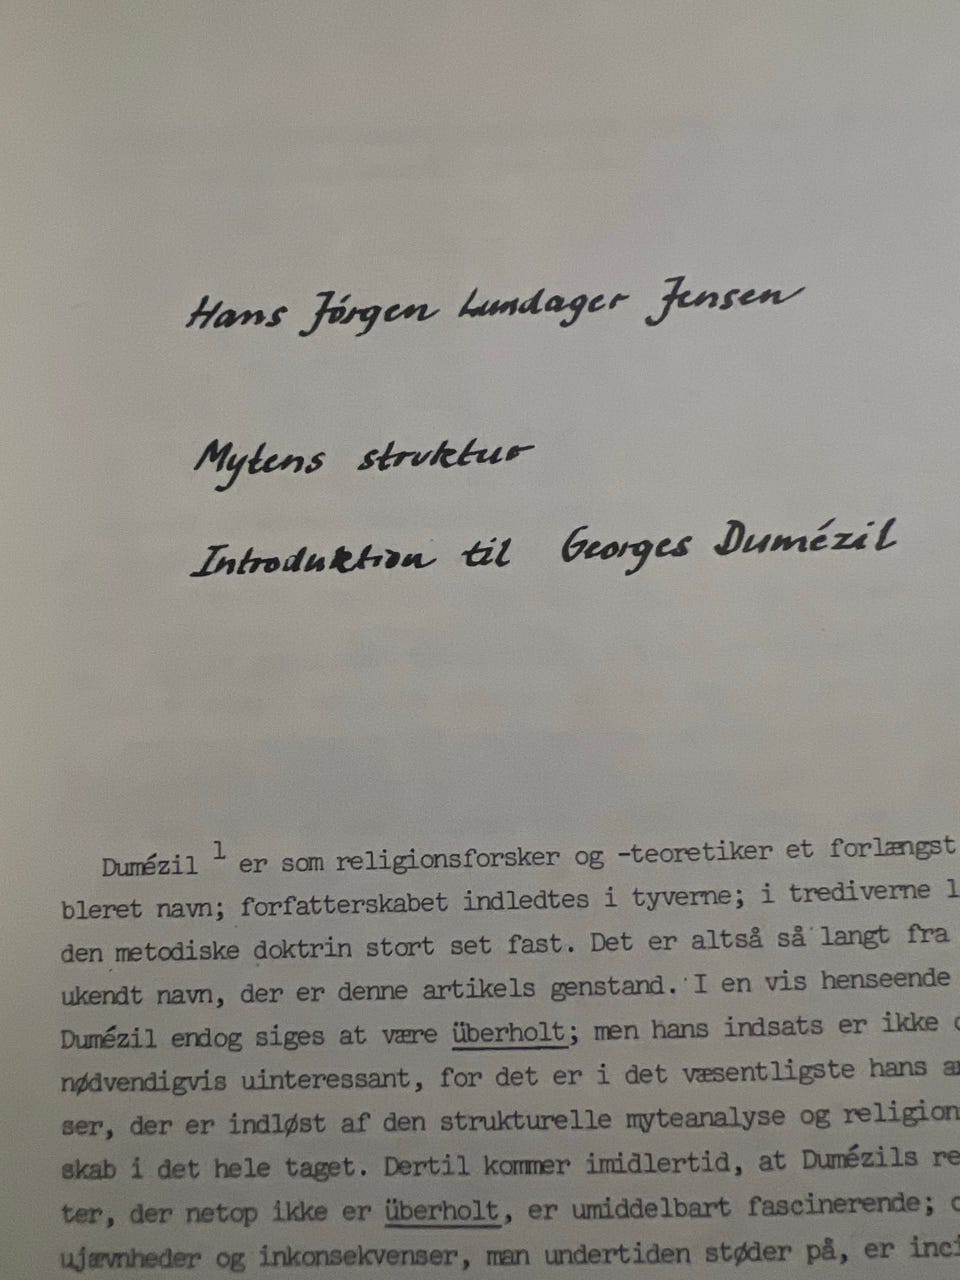 Hans Jørgen Lundager Jensen
Mytens struktur
Introduktion til Georges Dumézil
Dumézil 1 er som religionsforsker og -teoretiker et forlængst
bleret navn; forfatterskabet indledtes i tyverne; i trediverne l
den metodiske doktrin stort set fast. Det er altså så langt fra
ukendt navn, der er denne artikels genstand. I en vis henseende
Dumézil endog siges at være überholt; men hans indsats er ikke
nødvendigvis uinteressant, for det er i det væsentligste hans a
ser, der er indløst af den strukturelle myteanalyse og religion
skab i det hele taget. Dertil kommer imidlertid, at Dumézils re
ter, der netop ikke er überholt, er umiddelbart fascinerende;
ujævnheder og inkonsekvenser, man undertiden støder på, er inci